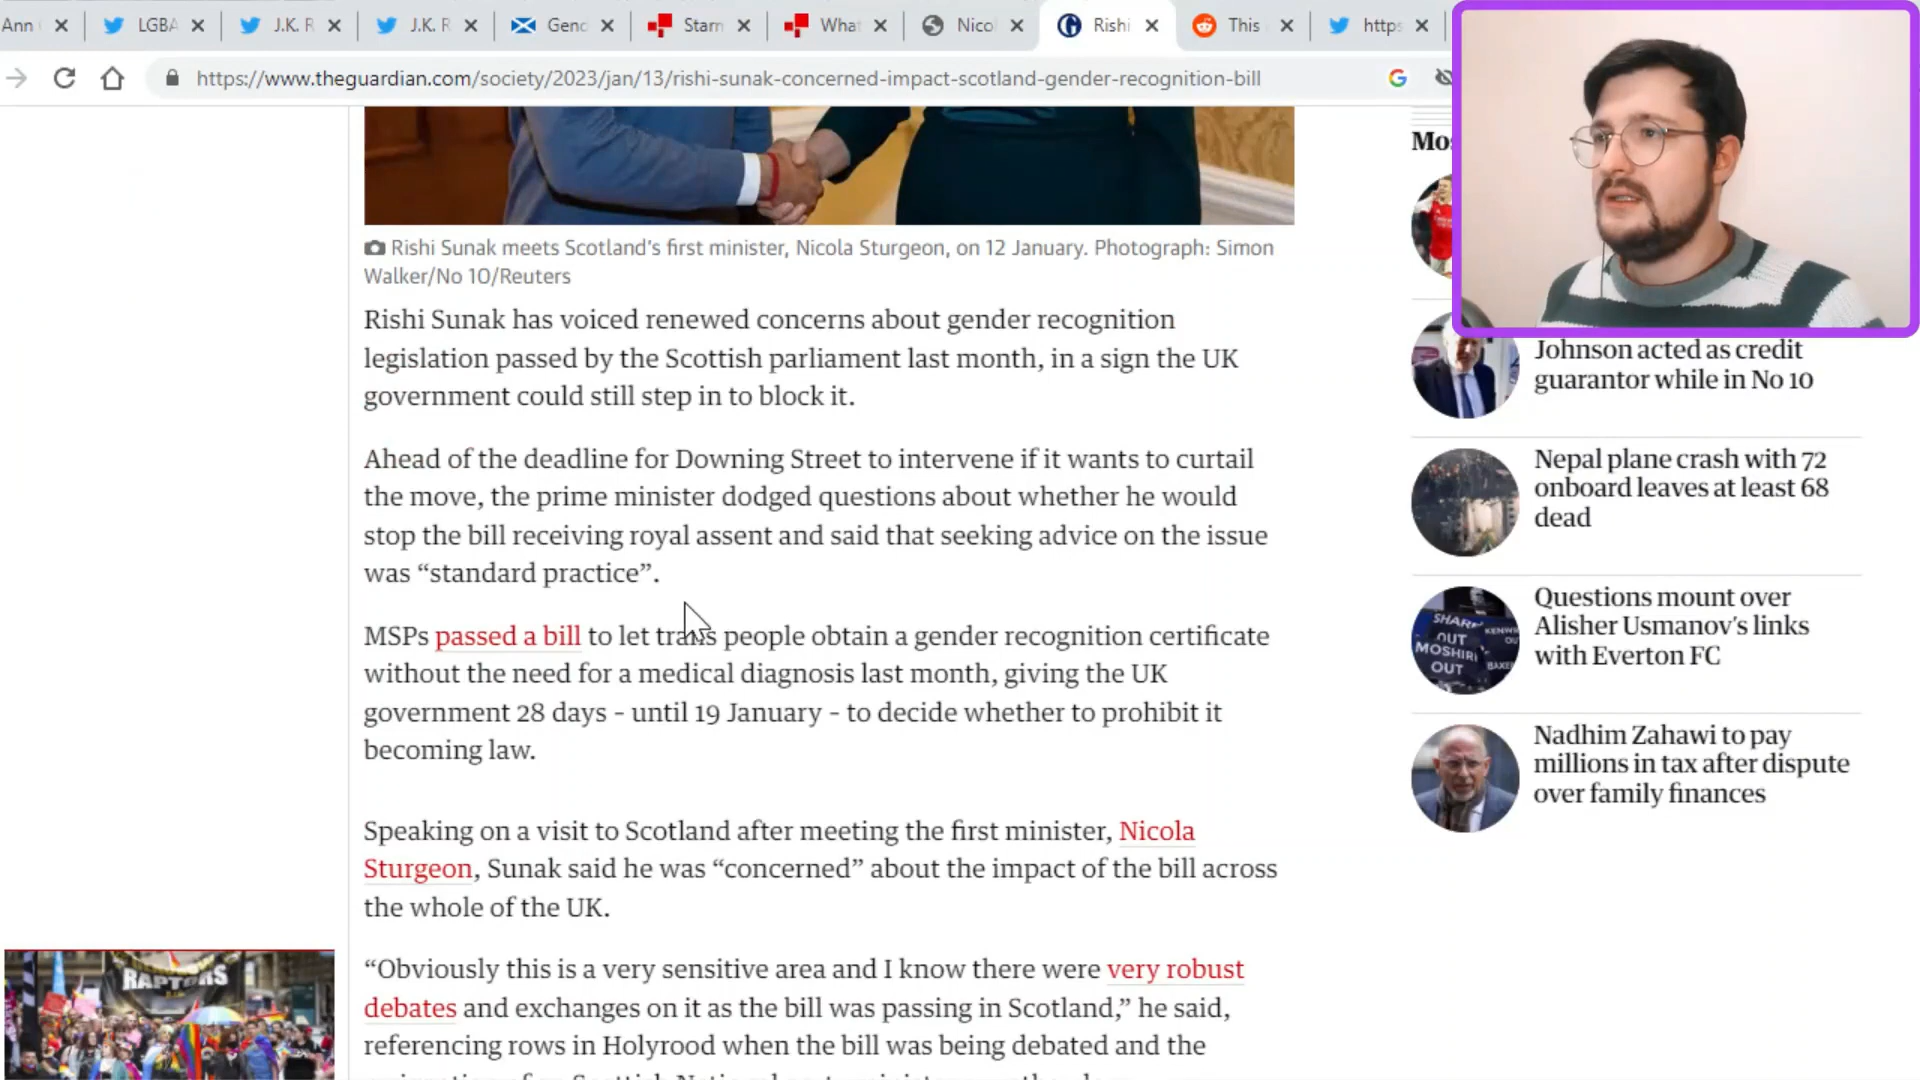 Ann
LGBA
J.K. R
J.K. R
Gend
Starn
What
Nicol
Rishi
This
https
https://www.theguardian.com/society/2023/jan/13/rishi-sunak-concerned-impact-scotland-gender-recognition-bill
Rishi Sunak meets Scotland's first minister, Nicola Sturgeon, on 12 January. Photograph: Simon
Walker/No 10/Reuters
Rishi Sunak has voiced renewed concerns about gender recognition
legislation passed by the Scottish parliament last month, in a sign the UK
government could still step in to block it.
Ahead of the deadline for Downing Street to intervene if it wants to curtail
the move, the prime minister dodged questions about whether he would
stop the bill receiving royal assent and said that seeking advice on the issue
was “standard practice”.
MSPs passed a bill to let trans people obtain a gender recognition certificate
without the need for a medical diagnosis last month, giving the UK
government 28 days - until 19 January - to decide whether to prohibit it
becoming law.
Speaking on a visit to Scotland after meeting the first minister, Nicola
Sturgeon, Sunak said he was “concerned” about the impact of the bill across
the whole of the UK.
“Obviously this is a very sensitive area and I know there were very robust
debates and exchanges on it as the bill was passing in Scotland,” he said,
referencing rows in Holyrood when the bill was being debated and the
Mos
Johnson acted as credit
guarantor while in No 10
Nepal plane crash with 72
onboard leaves at least 68
dead
SHARP
OUT
MOSHIRI
OUT
Questions mount over
Alisher Usmanov's links
with Everton FC
Nadhim Zahawi to pay
millions in tax after dispute
over family finances
RAPTORS